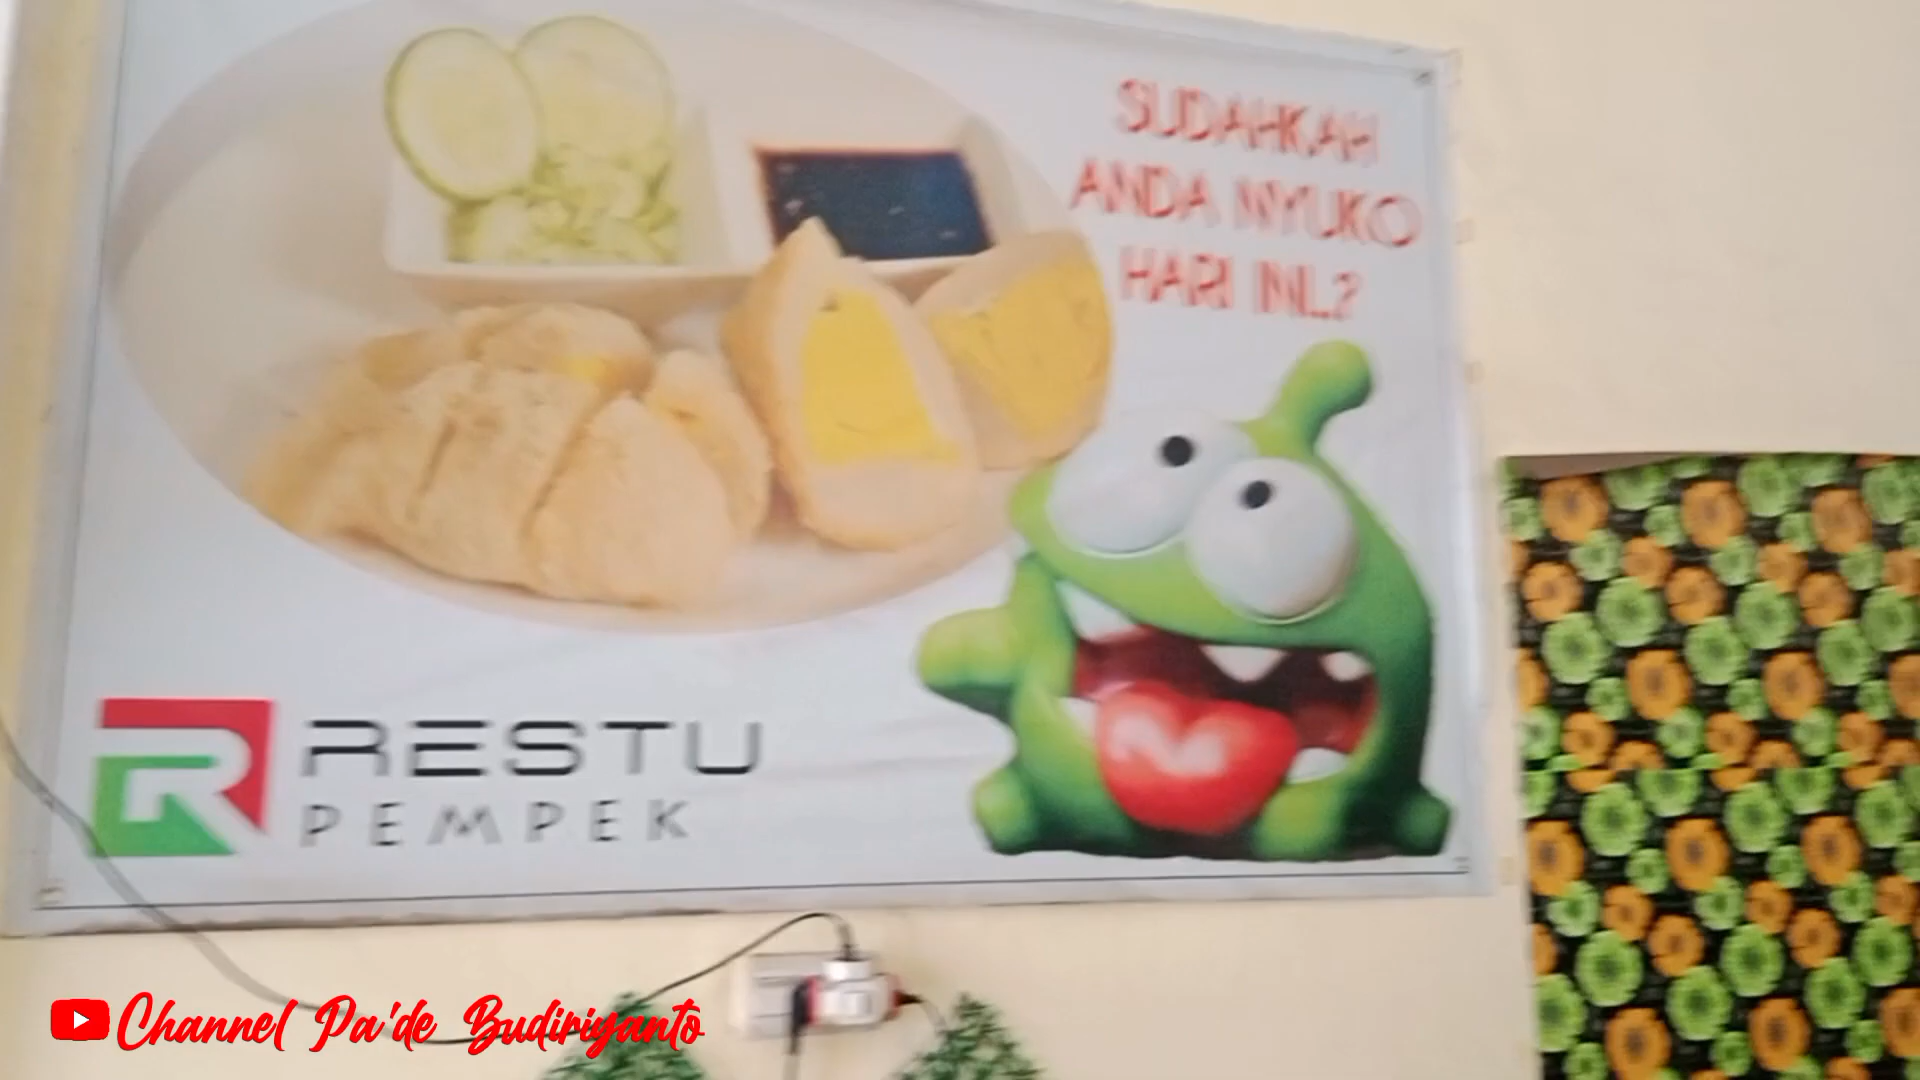 SUDAHKAH
ANDA NYUKO
HARI INI..?
RESTU
PEMPEK
Channel Pa'de Budiriyanto